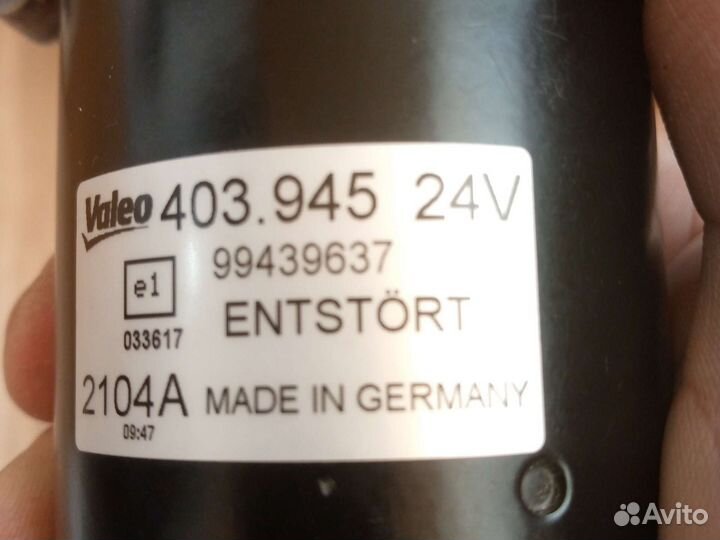 Valeo 403.945 24V
99439637
e1
033617
ENTSTÖRT
2104A MADE IN GERMANY
09:47
Avito